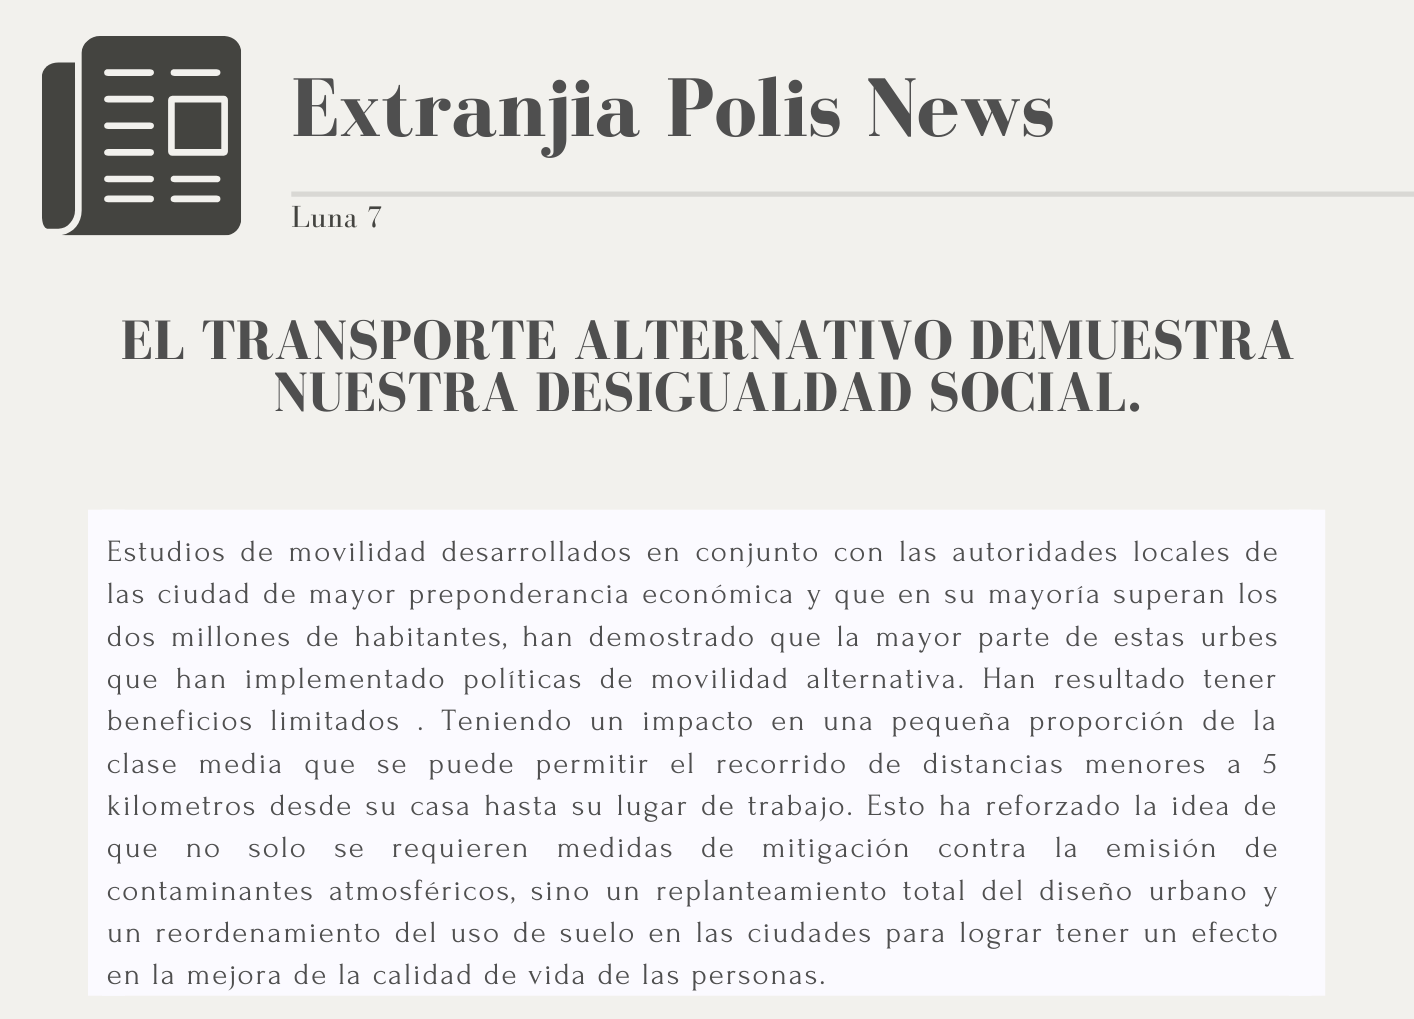 Extranjia Polis News
Luna 7
EL TRANSPORTE ALTERNATIVO DEMUESTRA
NUESTRA DESIGUALDAD SOCIAL.
Estudios de movilidad desarrollados en conjunto con las autoridades locales de
las ciudad de mayor preponderancia económica y que en su mayoría superan los
dos millones de habitantes, han demostrado que la mayor parte de estas urbes
que han implementado políticas de movilidad alternativa. Han resultado tener
beneficios limitados . Teniendo un impacto en una pequeña proporción de la
clase media que se puede permitir el recorrido de distancias menores a 5
kilometros desde su casa hasta su lugar de trabajo. Esto ha reforzado la idea de
que no solo se requieren medidas de mitigación contra la emisión de
contaminantes atmosféricos, sino un replanteamiento total del diseño urbano y
un reordenamiento del uso de suelo en las ciudades para lograr tener un efecto
en la mejora de la calidad de vida de las personas.